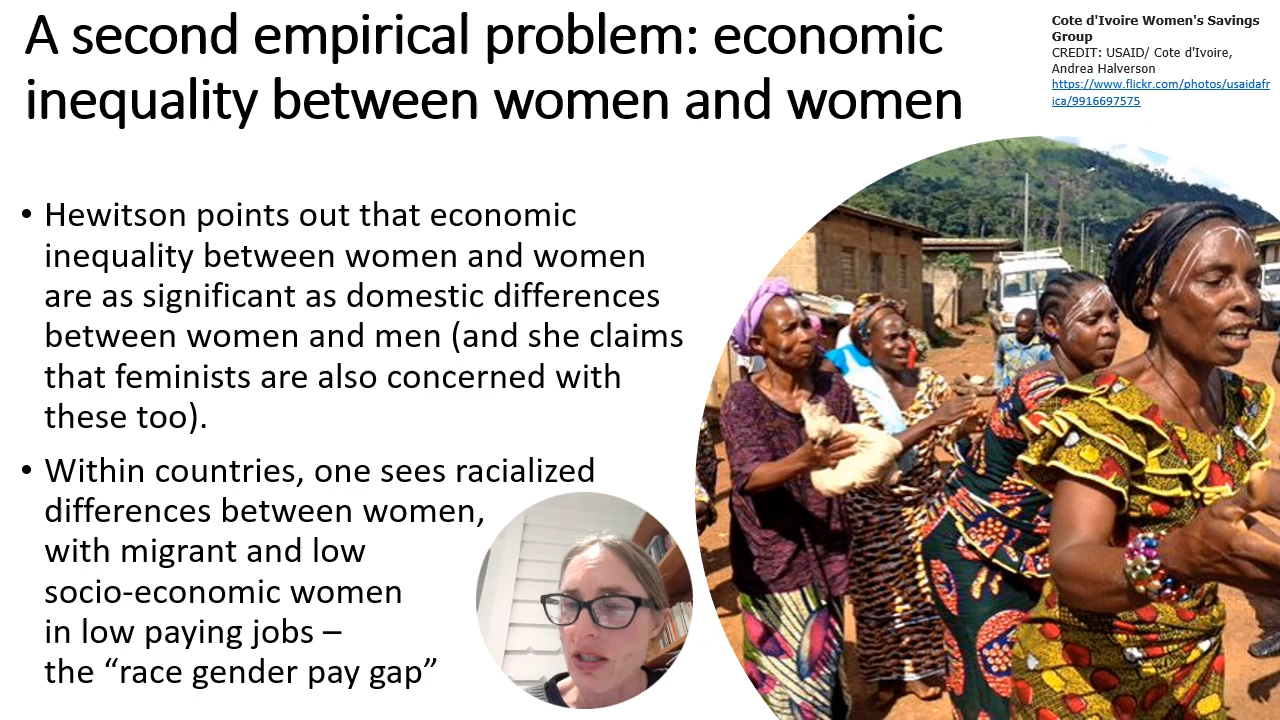 A second empirical problem: economic
inequality between women and women
Cote d'Ivoire Women's Savings
Group
CREDIT: USAID/ Cote d'Ivoire,
Andrea Halverson
https://www.flickr.com/photos/usaidafr
ica/9916697575
• Hewitson points out that economic
inequality between women and women
are as significant as domestic differences
between women and men (and she claims
that feminists are also concerned with
these too).
• Within countries, one sees racialized
differences between women,
with migrant and low
socio-economic women
in low paying jobs –
the “race gender pay gap”